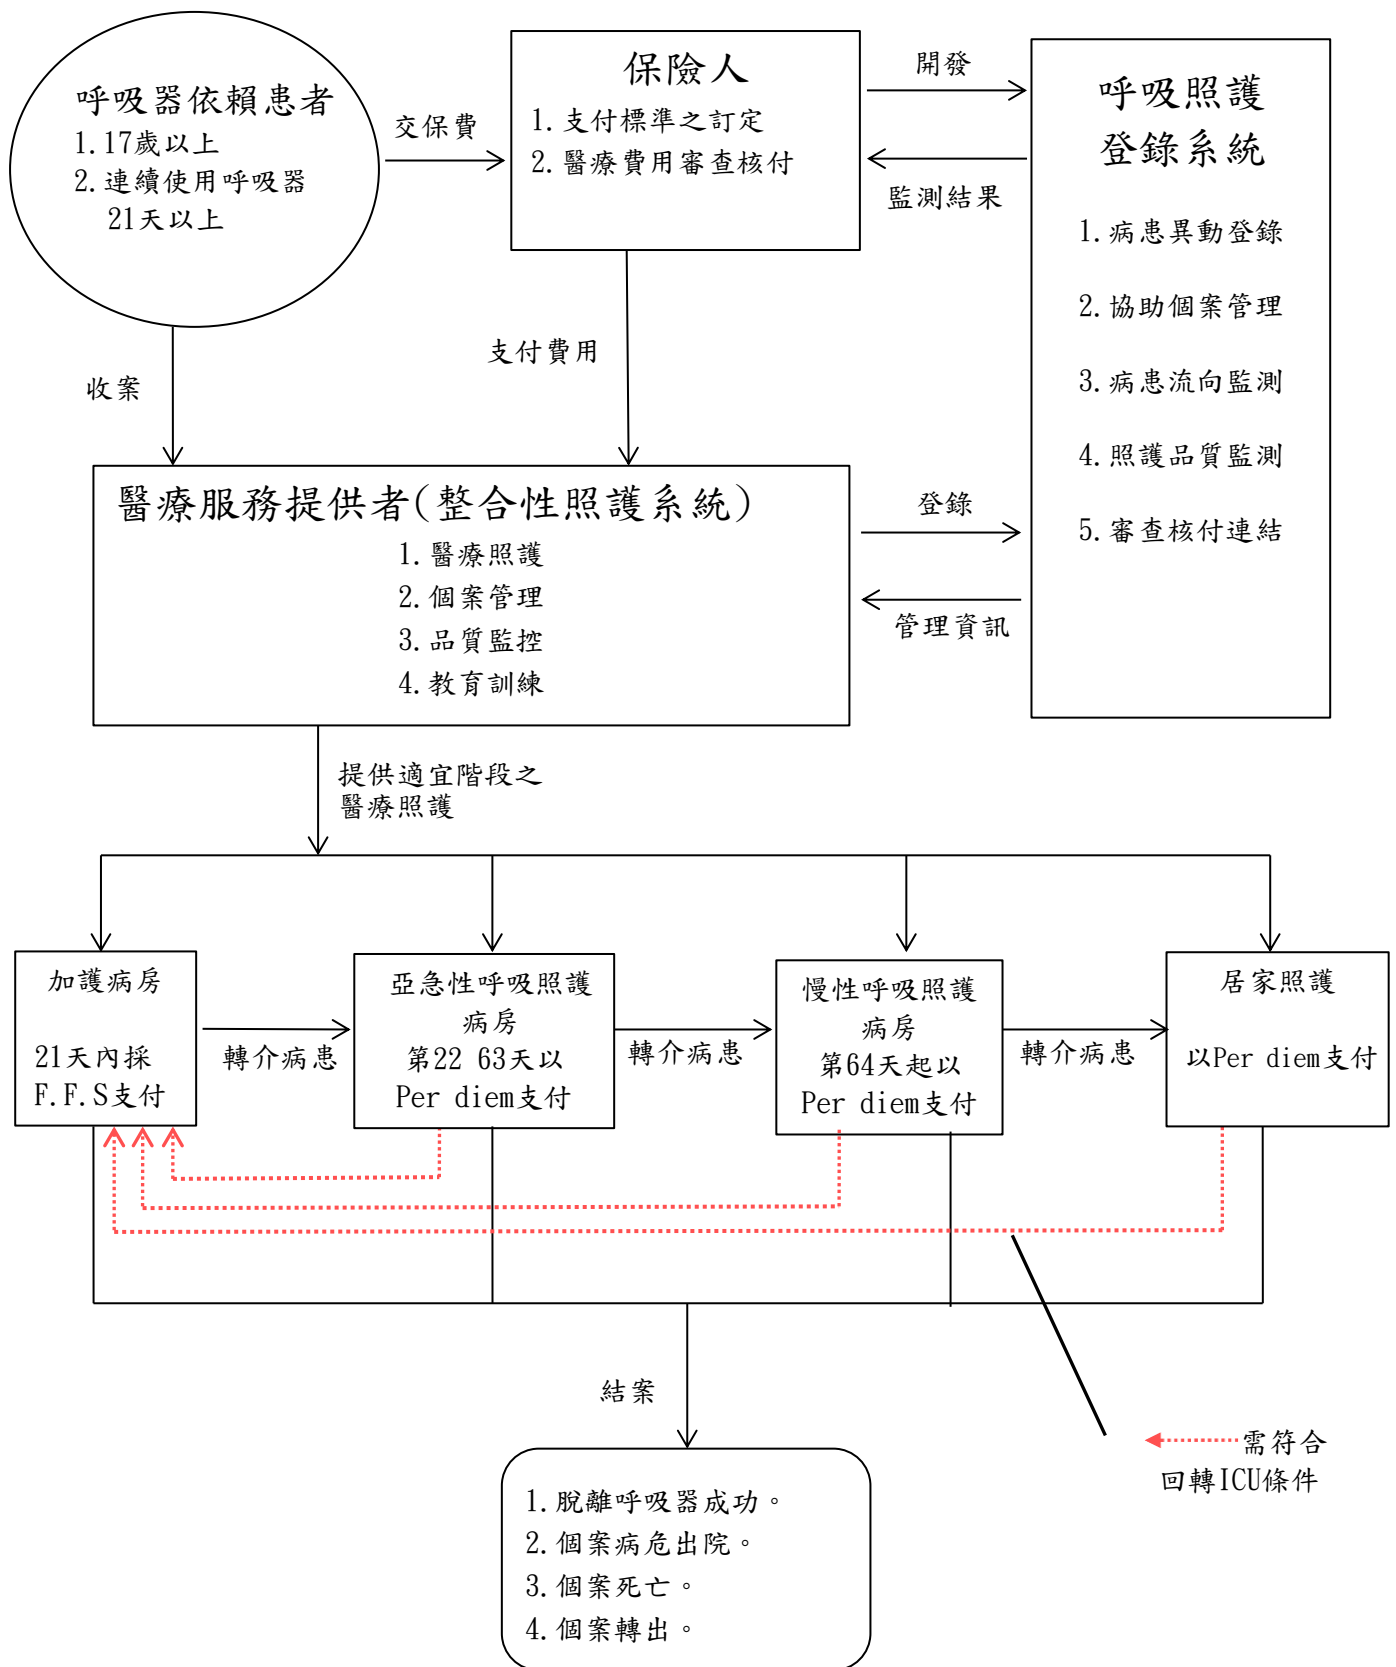 呼吸器依賴患者
1.17歲以上
2.連續使用呼吸器
21天以上
交保費
保險人
1.支付標準之訂定
2.醫療費用審查核付
開發
監測結果
呼吸照護
登錄系統
1.病患異動登錄
2.協助個案管理
3.病患流向監測
4.照護品質監測
5.審查核付連結
收案
支付費用
醫療服務提供者(整合性照護系統)
1.醫療照護
2.個案管理
3.品質監控
4.教育訓練
登錄
管理資訊
提供適宜階段之
醫療照護
加護病房
21天內採
F.F.S支付
轉介病患
亞急性呼吸照護
病房
第22 63天以
Per diem支付
轉介病患
慢性呼吸照護
病房
第64天起以
Per diem支付
轉介病患
居家照護
以Per diem支付
結案
需符合
回轉ICU條件
1.脫離呼吸器成功。
2.個案病危出院。
3.個案死亡。
4.個案轉出。